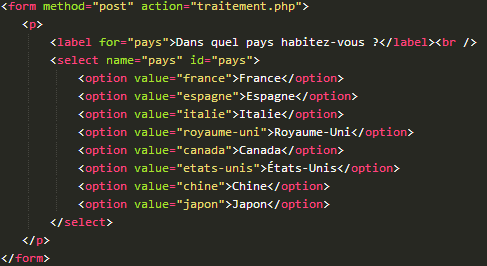 <form method="post" action="traitement.php">
<p>
<label for="pays">Dans quel pays habitez-vous ?</label><br />
<select name="pays" id="pays">
<option value="france">France</option>
<option value="espagne">Espagne</option>
<option value="italie">Italie</option>
<option value="royaume-uni">Royaume-Uni</option>
<option value="canada">Canada</option>
<option value="etats-unis">États-Unis</option>
<option value="chine">Chine</option>
<option value="japon">Japon</option>
</select>
</p>
</form>